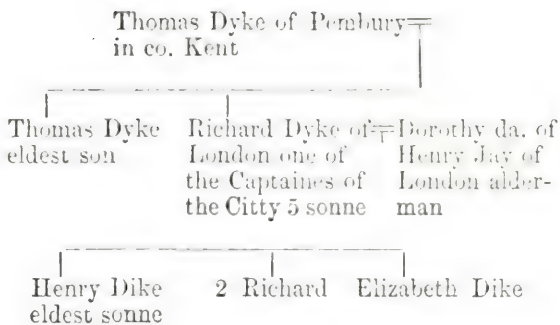 Thomas Dyke of Pembury
in co. Kent
Thomas Dyke
eldest son
Richard Dyke of
London one of
the Captaines of
the Citty 5 sonne
Dorothy da. of
Henry Jay of
London alder-
man
Henry Dike
eldest sonne
2 Richard
Elizabeth Dike